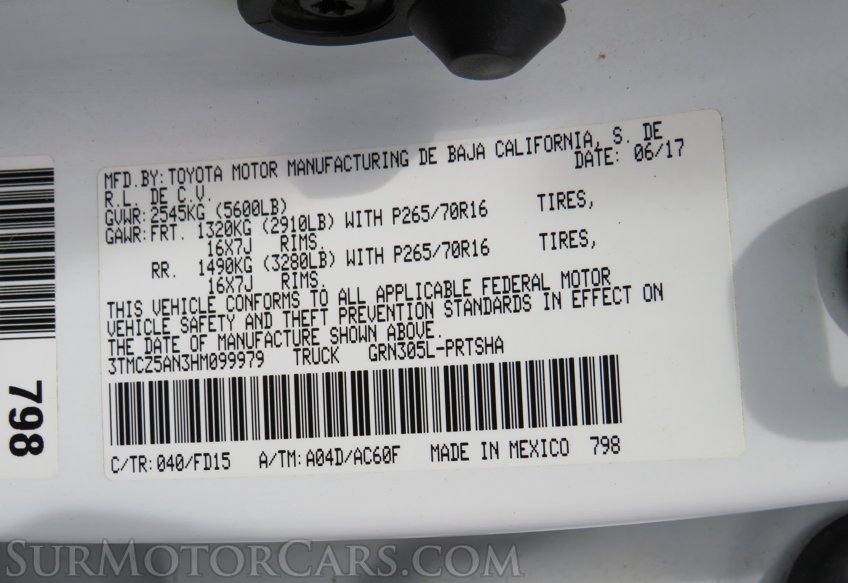 MFD.BY:TOYOTA MOTOR MANUFACTURING DE BAJA CALIFORNIA, S. DE
R.L. DE C.V. DATE: 06/17
GVWR:2545KG (5600LB)
GAWR:FRT. 1320KG (2910LB) WITH P265/70R16 TIRES,
16X7J RIMS.
RR. 1490KG (3280LB) WITH P265/70R16 TIRES,
16X7J RIMS.
THIS VEHICLE CONFORMS TO ALL APPLICABLE FEDERAL MOTOR
VEHICLE SAFETY AND THEFT PREVENTION STANDARDS IN EFFECT ON
THE DATE OF MANUFACTURE SHOWN ABOVE.
3TMCZ5AN3HM099979 TRUCK GRN305L-PRTSHA
C/TR:040/FD15 A/TM:A04D/AC60F MADE IN MEXICO 798
798
SURMOTORCARS.COM